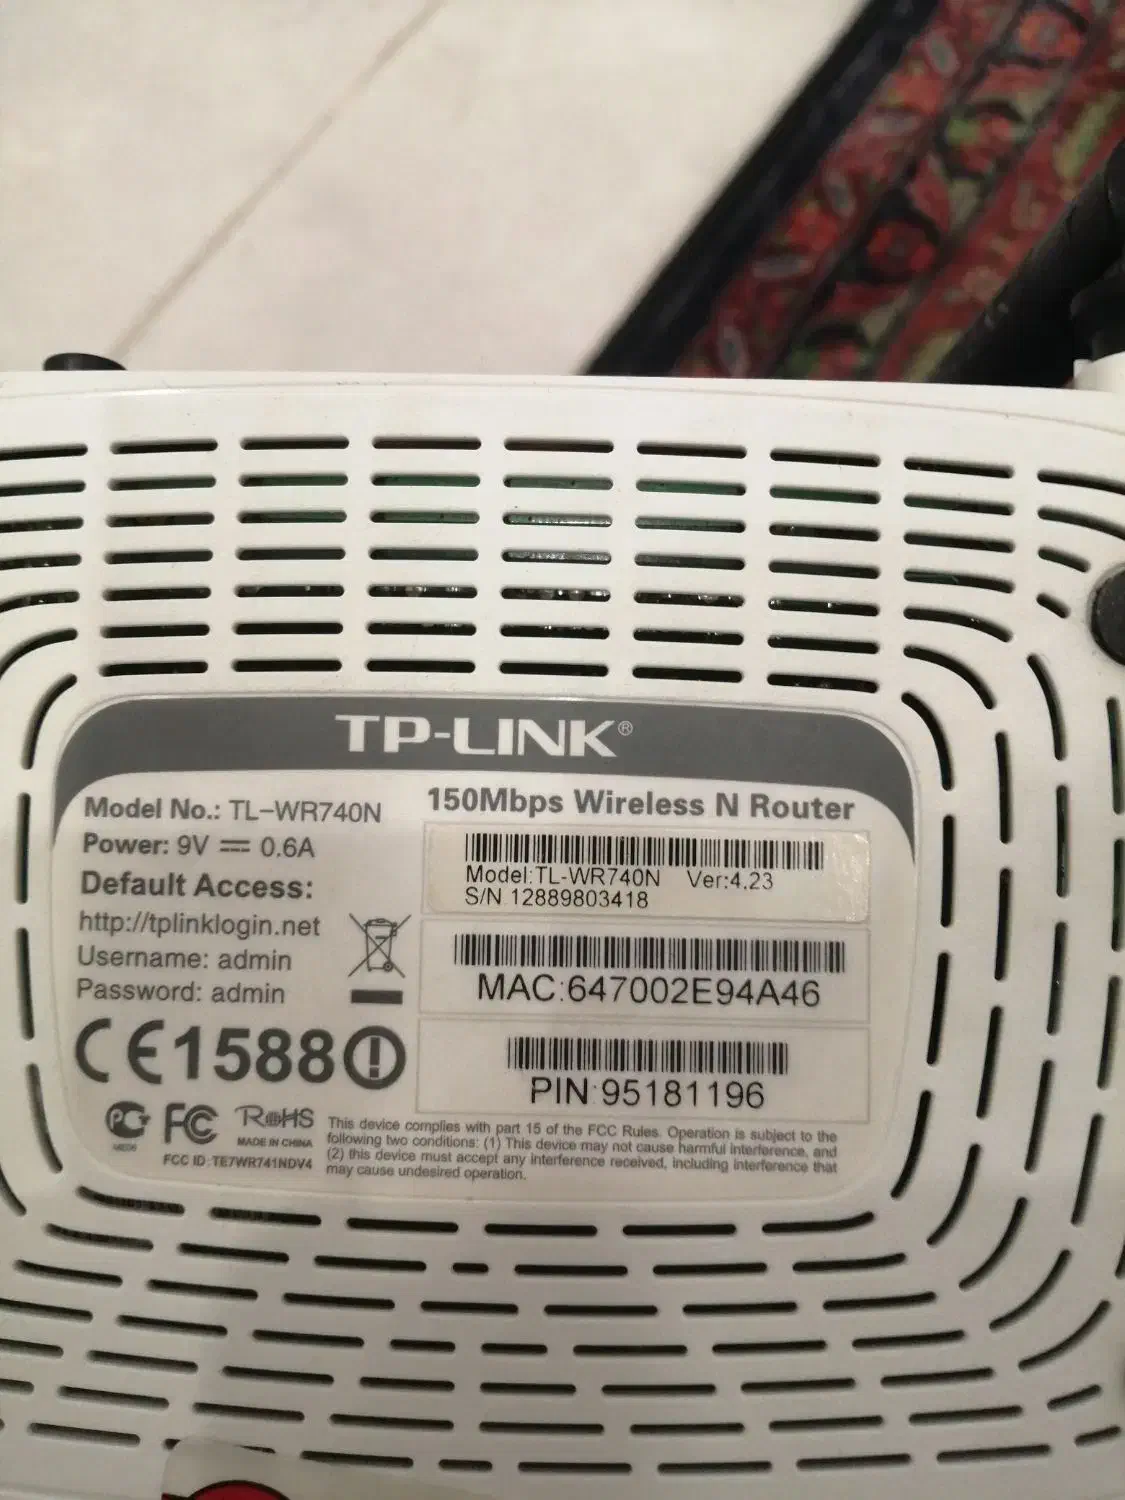 TP-LINK®
Model No.: TL-WR740N
Power: 9V ⎓ 0.6A
Default Access:
http://tplinklogin.net
Username: admin
Password: admin
CE1588
FC
RoHS
MADE IN CHINA
FCC ID:TE7WR741NDV4
150Mbps Wireless N Router
Model:TL-WR740N Ver:4.23
S/N 12889803418
MAC:647002E94A46
PIN:95181196
This device complies with part 15 of the FCC Rules. Operation is subject to the
following two conditions: (1) This device may not cause harmful interference, and
(2) this device must accept any interference received, including interference that
may cause undesired operation.